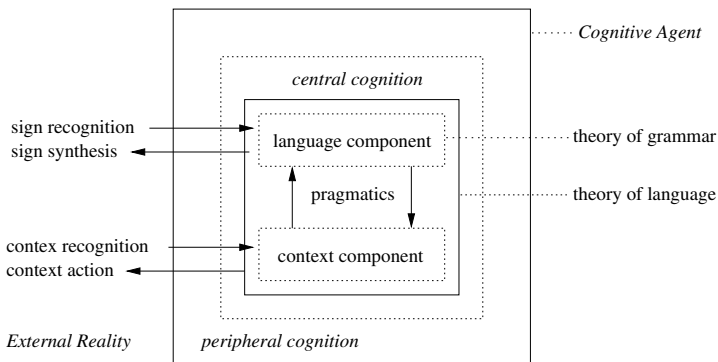 Cognitive Agent
central cognition
sign recognition
language component
theory of grammar
sign synthesis
pragmatics
theory of language
contex recognition
context component
context action
External Reality
peripheral cognition